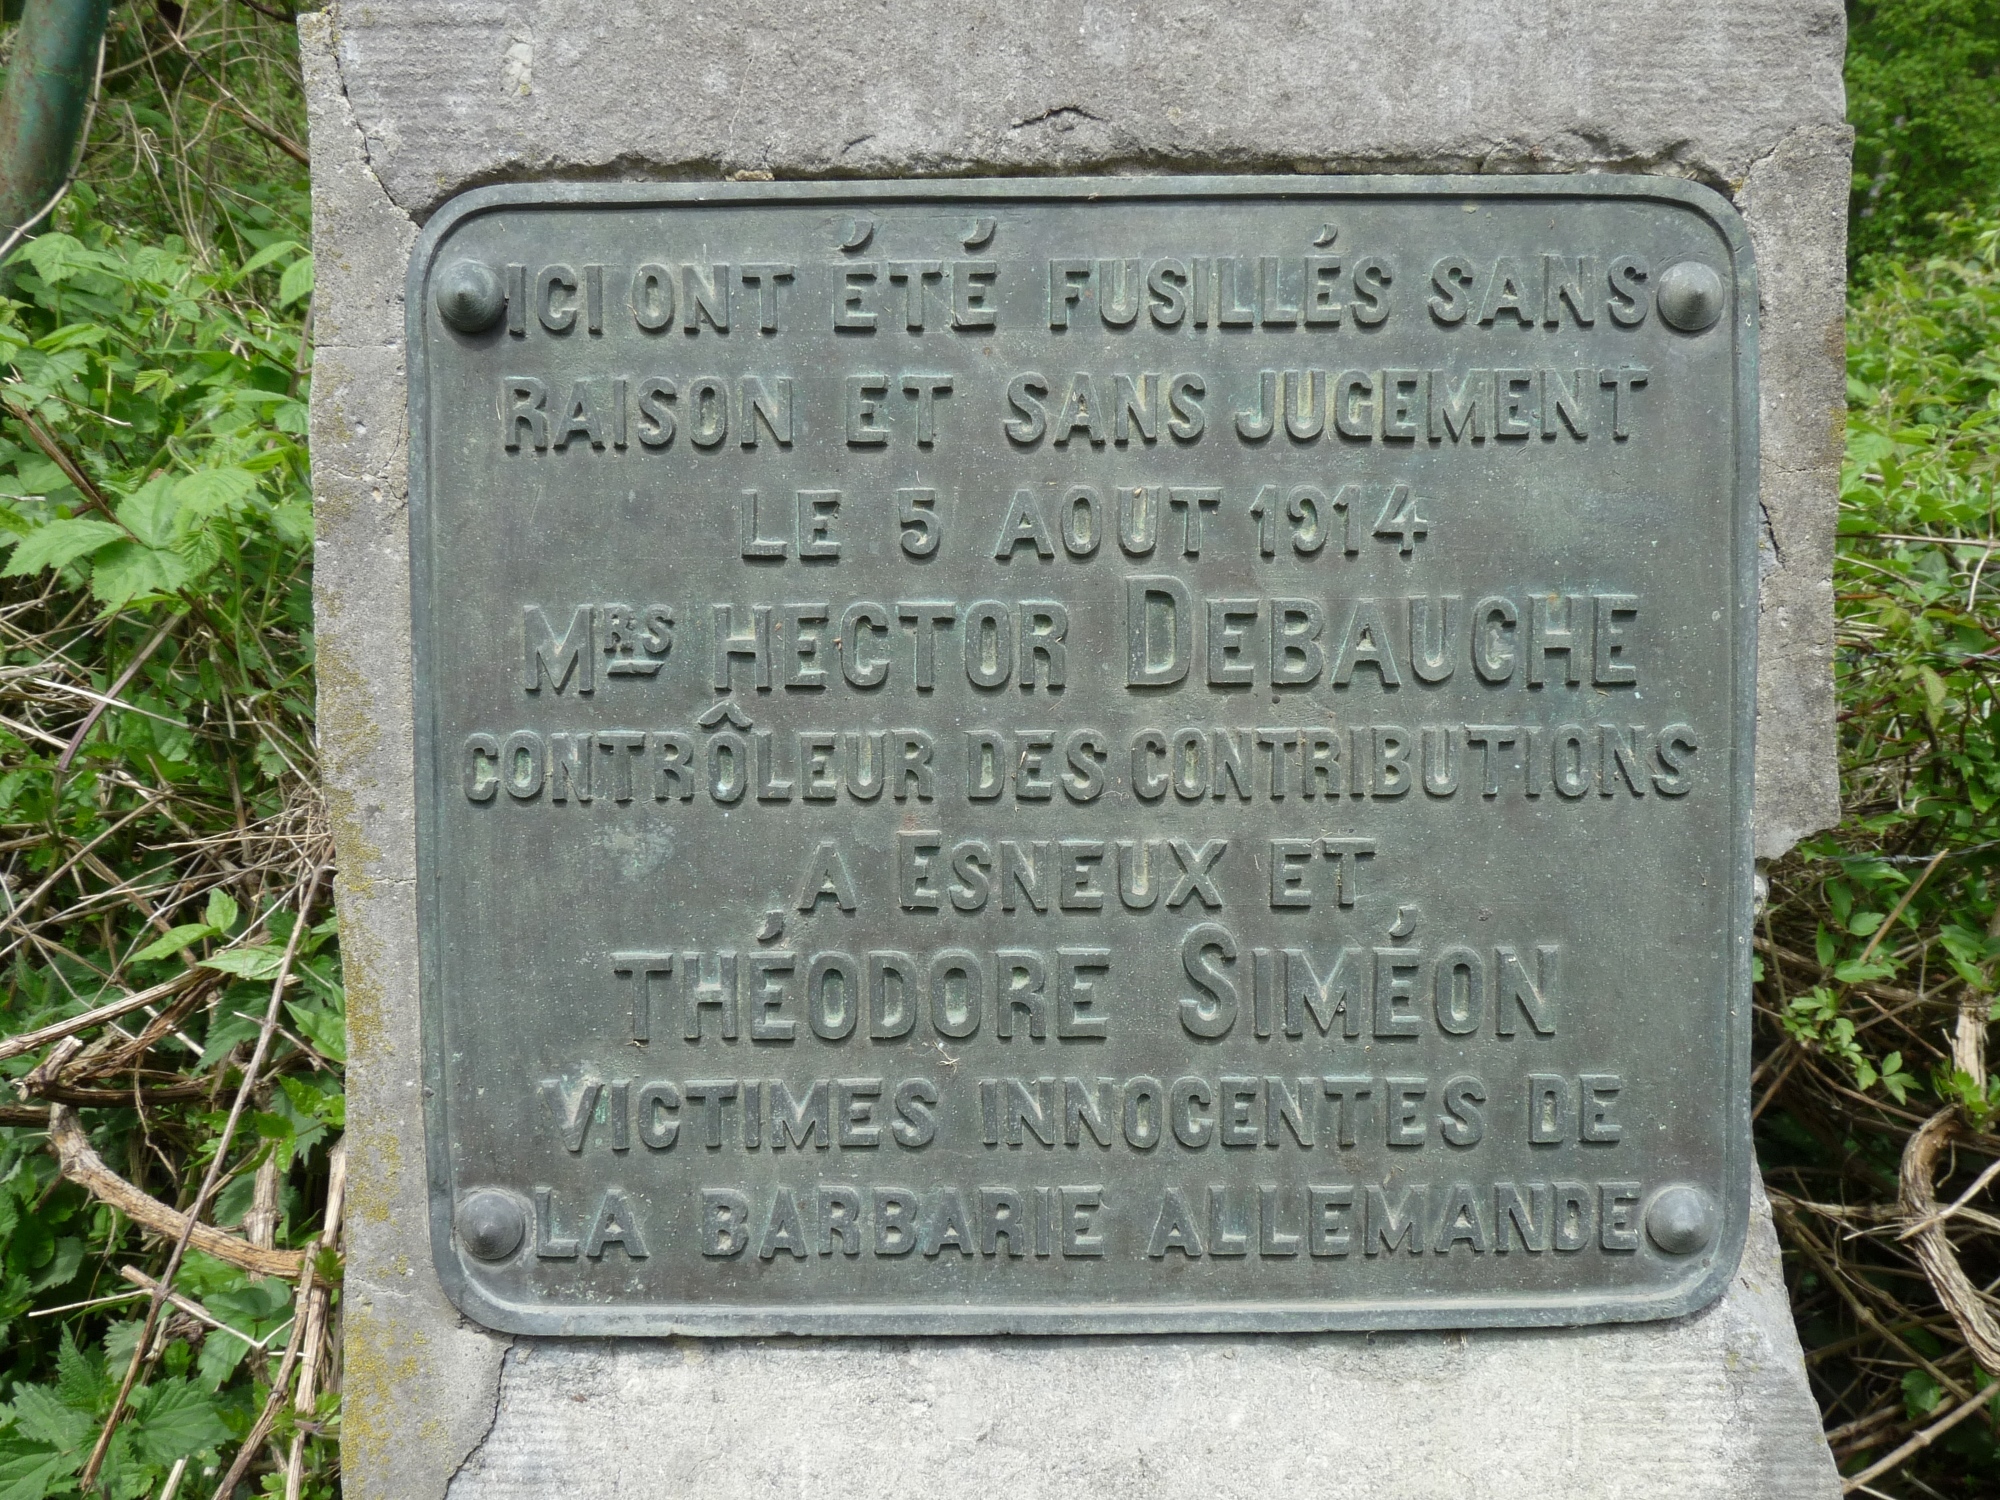 ICI ONT ÉTÉ FUSILLÉS SANS
RAISON ET SANS JUGEMENT
LE 5 AOUT 1914
MRS HECTOR DEBAUCHE
CONTRÔLEUR DES CONTRIBUTIONS
A ESNEUX ET
THÉODORE SIMÉON
VICTIMES INNOCENTES DE
LA BARBARIE ALLEMANDE